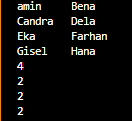 amin Bena
Candra Dela
Eka Farhan
Gisel Hana
4
2
2
2